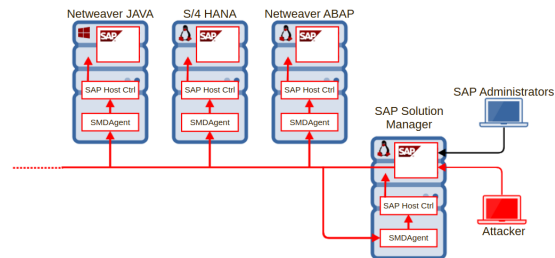 Netweaver JAVA
S/4 HANA
Netweaver ABAP
SAP
SAP
SAP
SAP Host Ctrl
SAP Host Ctrl
SAP Host Ctrl
SMDAgent
SMDAgent
SMDAgent
SAP Administrators
SAP Solution
Manager
SAP
SAP Host Ctrl
SMDAgent
Attacker